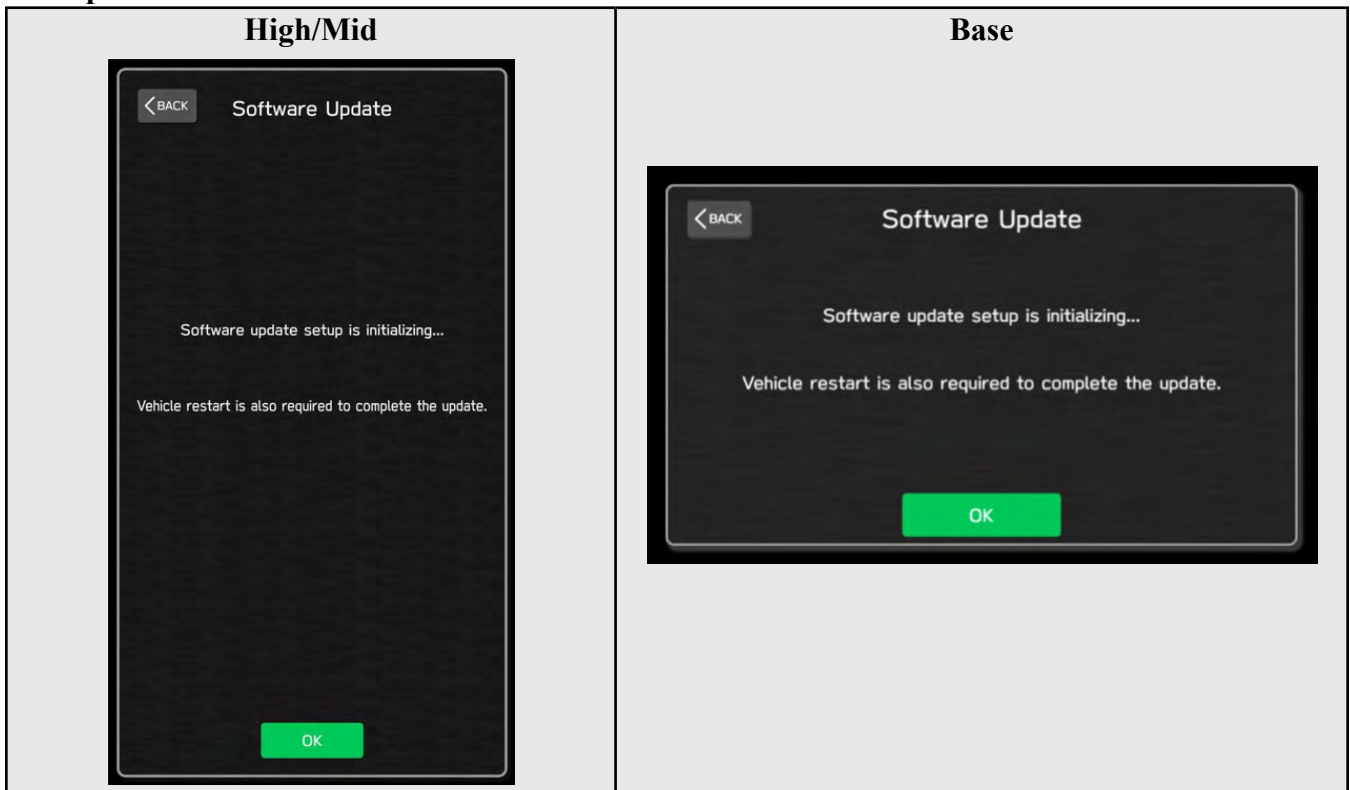 High/Mid
BACK
Software Update
Software update setup is initializing...
Vehicle restart is also required to complete the update.
OK
Base
BACK
Software Update
Software update setup is initializing...
Vehicle restart is also required to complete the update.
OK